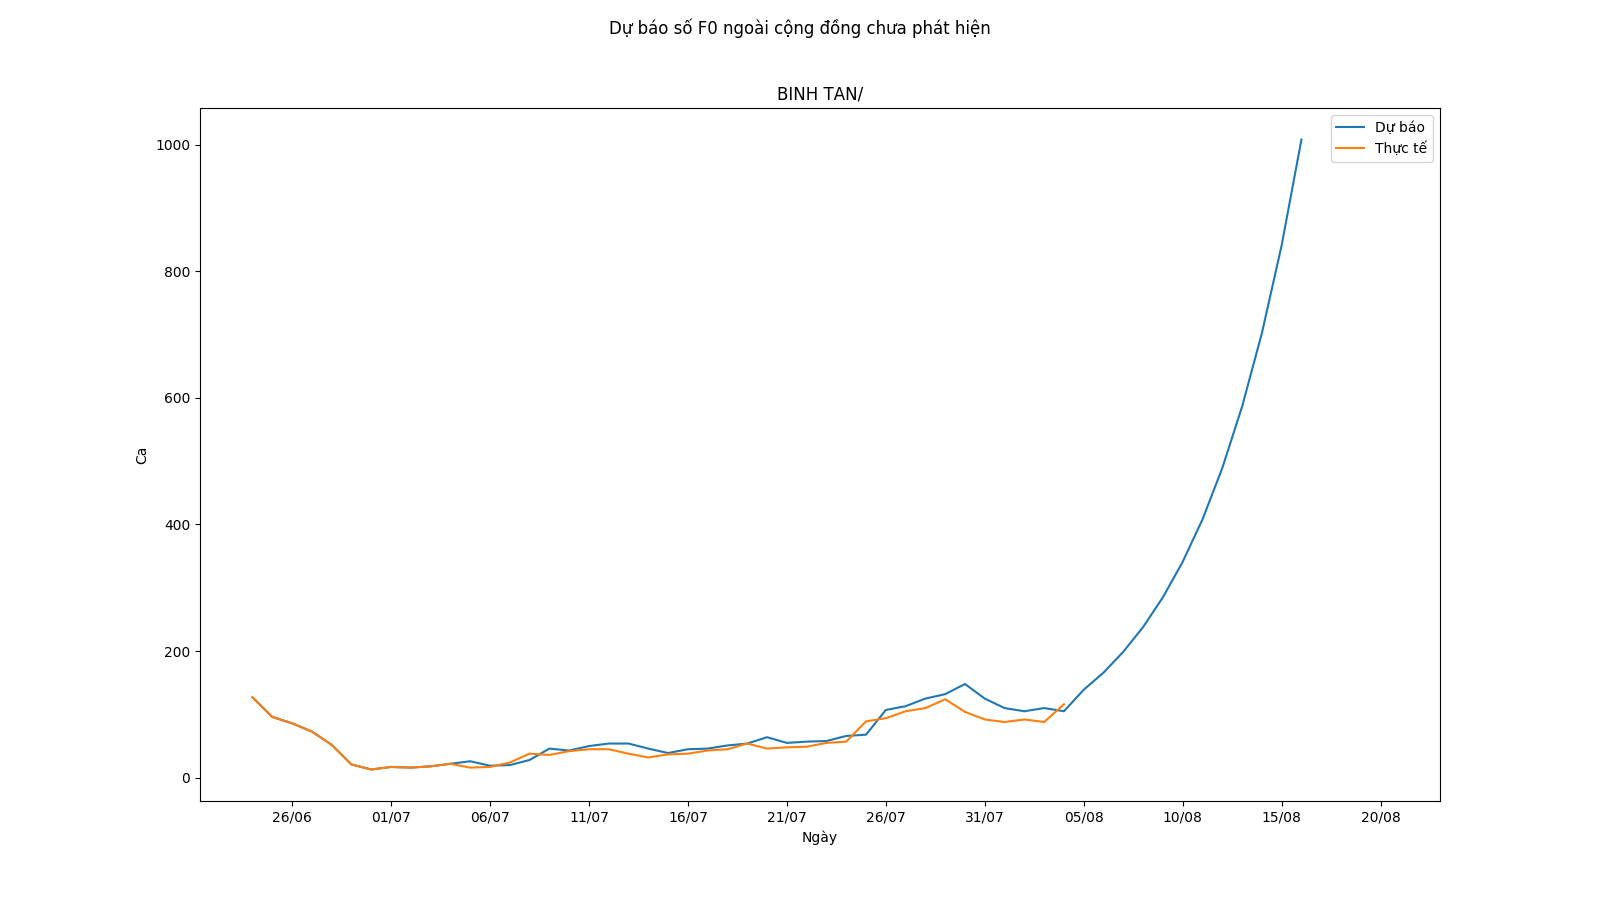 Dự báo số F0 ngoài cộng đồng chưa phát hiện
BINH TAN/
Dự báo
Thực tế
1000
800
600
400
200
0
Ca
26/06 01/07 06/07 11/07 16/07 21/07 26/07 31/07 05/08 10/08 15/08 20/08
Ngày